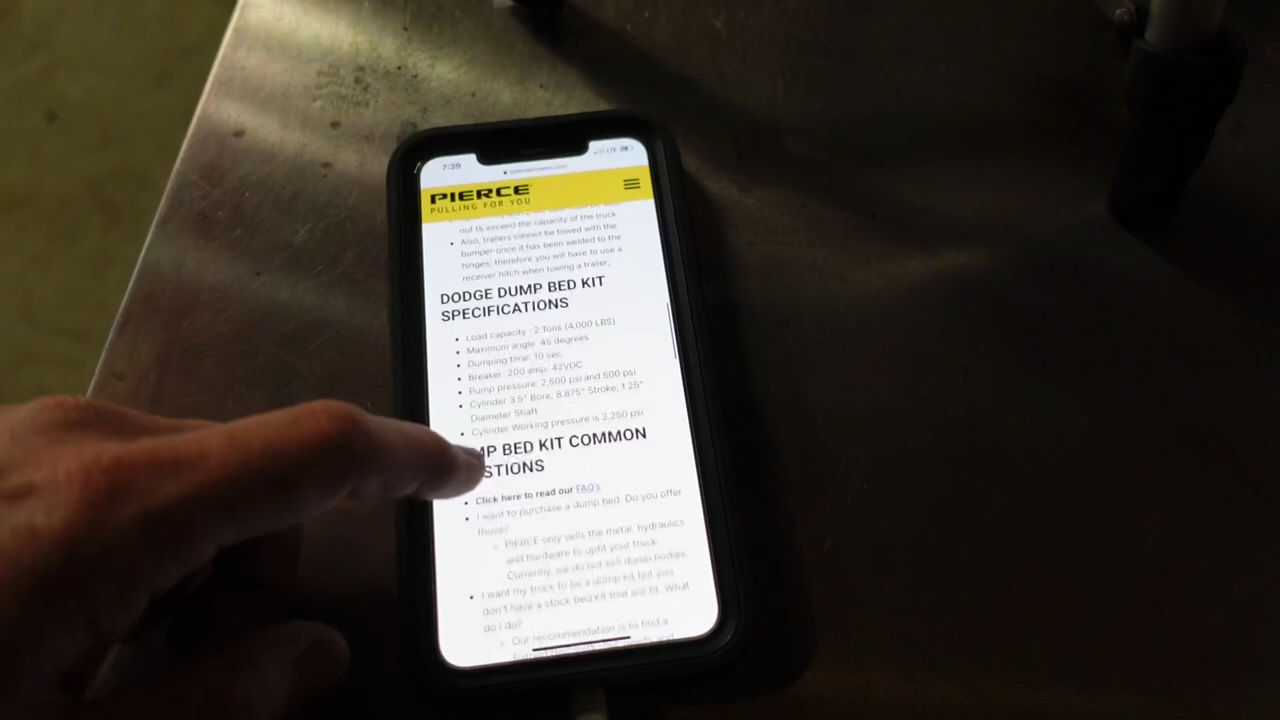 7:39
LTE
PIERCE
PULLING FOR YOU
exceed the capacity of the truck
Also, trailers cannot be towed with the
bumper once it has been welded to the
hinges, therefore you will have to use a
receiver hitch when towing a trailer,
DODGE DUMP BED KIT
SPECIFICATIONS
Load capacity : 2 Tons (4,000 LBS)
Maximum angle: 45 degrees
Dumping time: 10 sec.
Breaker: 200 amp, 42VDC
Pump pressure: 2,500 psi and 500 psi
Cylinder 3.5" Bore, 8.875" Stroke, 1.25"
Diameter Shaft
Cylinder Working pressure is 2,250 psi
MP BED KIT COMMON
STIONS
Click here to read our FAQ's
I want to purchase a dump bed. Do you offer
those?
PIERCE only sells the metal, hydraulics
and hardware to upfit your truck.
Currently, we do not sell dump bodies.
I want my truck to be a dump kit but you
don't have a stock bed kit that will fit. What
do I do?
Our recommendation is to find a